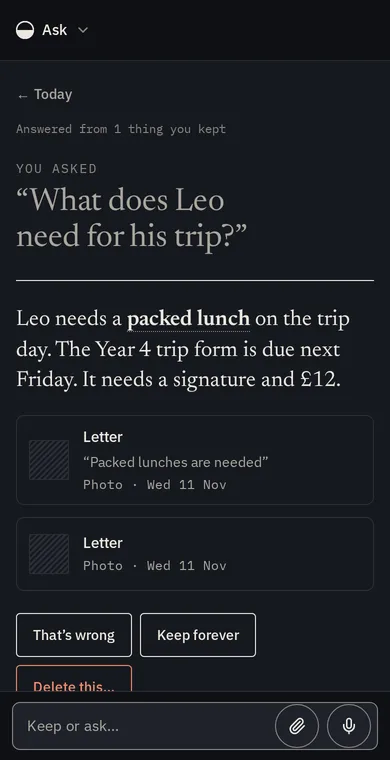 Ask
← Today
Answered from 1 thing you kept
YOU ASKED
“What does Leo
need for his trip?”
Leo needs a packed lunch on the trip
day. The Year 4 trip form is due next
Friday. It needs a signature and £12.
Letter
“Packed lunches are needed”
Photo · Wed 11 Nov
Letter
Photo · Wed 11 Nov
That’s wrong
Keep forever
Delete this…
Keep or ask…